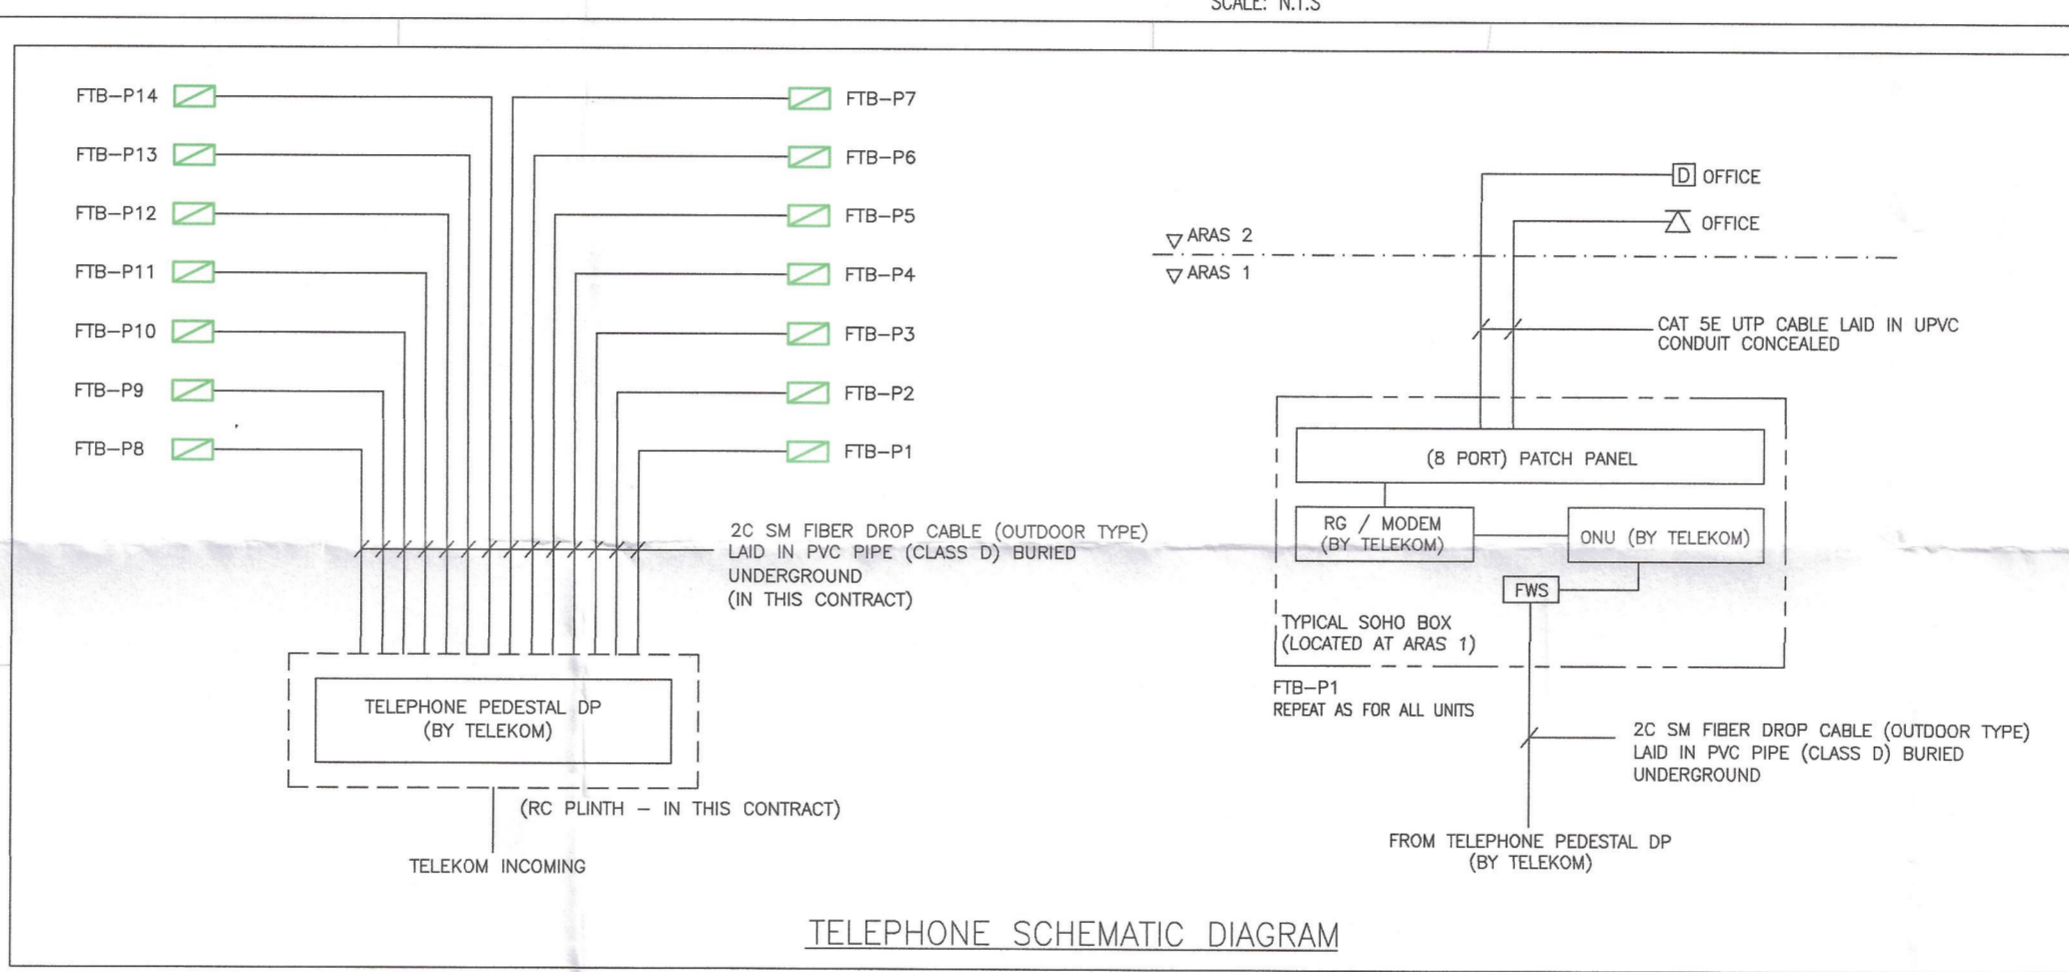 SCALE: N.T.S
FTB-P14
FTB-P13
FTB-P12
FTB-P11
FTB-P10
FTB-P9
FTB-P8
FTB-P7
FTB-P6
FTB-P5
FTB-P4
FTB-P3
FTB-P2
FTB-P1
2C SM FIBER DROP CABLE (OUTDOOR TYPE)
LAID IN PVC PIPE (CLASS D) BURIED
UNDERGROUND
(IN THIS CONTRACT)
TELEPHONE PEDESTAL DP
(BY TELEKOM)
(RC PLINTH - IN THIS CONTRACT)
TELEKOM INCOMING
D OFFICE
OFFICE
ARAS 2
ARAS 1
CAT 5E UTP CABLE LAID IN UPVC
CONDUIT CONCEALED
(8 PORT) PATCH PANEL
RG / MODEM
(BY TELEKOM)
ONU (BY TELEKOM)
FWS
TYPICAL SOHO BOX
(LOCATED AT ARAS 1)
FTB-P1
REPEAT AS FOR ALL UNITS
2C SM FIBER DROP CABLE (OUTDOOR TYPE)
LAID IN PVC PIPE (CLASS D) BURIED
UNDERGROUND
FROM TELEPHONE PEDESTAL DP
(BY TELEKOM)
TELEPHONE SCHEMATIC DIAGRAM